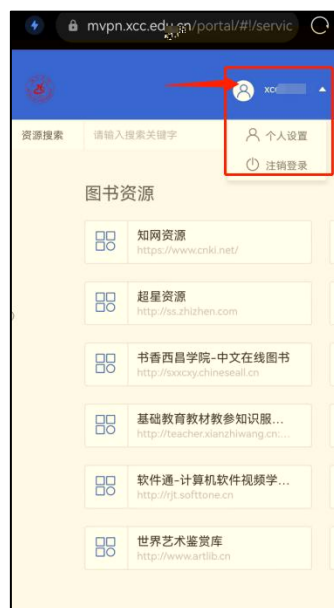 mvpn.xcc.edu.cn/portal/#!/servic
xc
资源搜索
请输入搜索关键字
个人设置
注销登录
图书资源
知网资源
https://www.cnki.net/
超星资源
http://ss.zhizhen.com
书香西昌学院-中文在线图书
http://sxxcxy.chineseall.cn
基础教育教材教参知识服...
http://teacher.xianzhiwang.cn:...
软件通-计算机软件视频学...
http://rjt.softtone.cn
世界艺术鉴赏库
http://www.artlib.cn